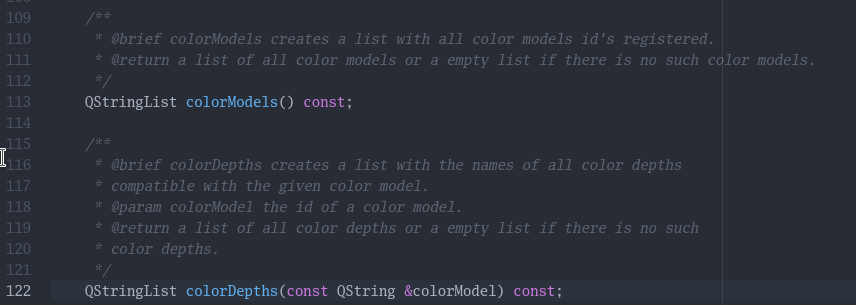 109 /**
110 * @brief colorModels creates a list with all color models id's registered.
111 * @return a list of all color models or a empty list if there is no such color models.
112 */
113 QStringList colorModels() const;
114
115 /**
116 * @brief colorDepths creates a list with the names of all color depths
117 * compatible with the given color model.
118 * @param colorModel the id of a color model.
119 * @return a list of all color depths or a empty list if there is no such
120 * color depths.
121 */
122 QStringList colorDepths(const QString &colorModel) const;